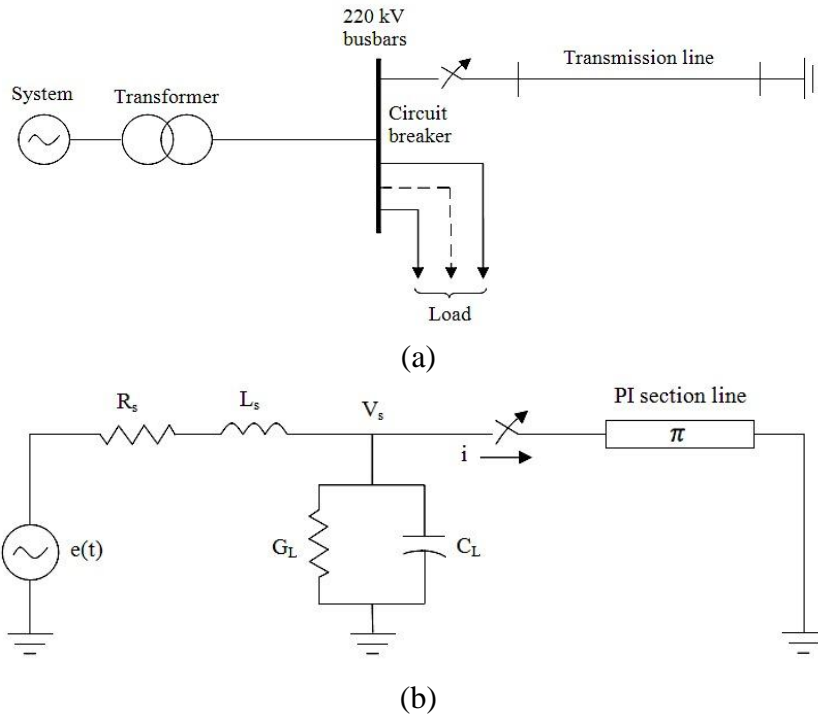 220 kV
busbars
Transmission line
System
Transformer
Circuit
breaker
Load
(a)
Rs
Ls
Vs
PI section line
π
i
e(t)
GL
CL
(b)